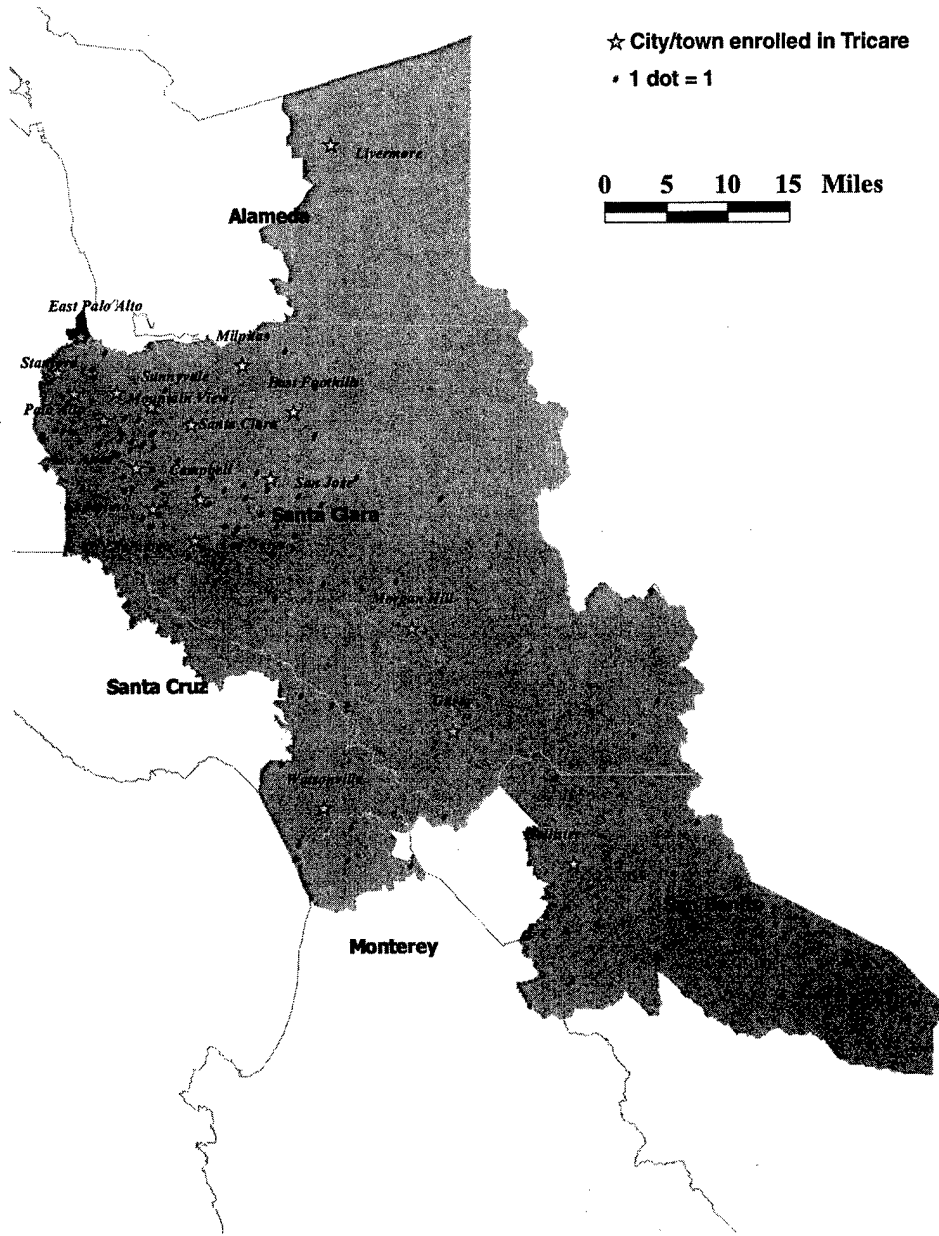 ☆ City/town enrolled in Tricare
1 dot = 1
0 5 10 15 Miles
Livermore
Alameda
East Palo Alto
Milpitas
Stanford
Sunnyvale
East Foothills
Mountain View
Palo Alto
Santa Clara
Campbell
San Jose
Santa Clara
Morgan Hill
Santa Cruz
Gilroy
Watsonville
Hollister
Monterey